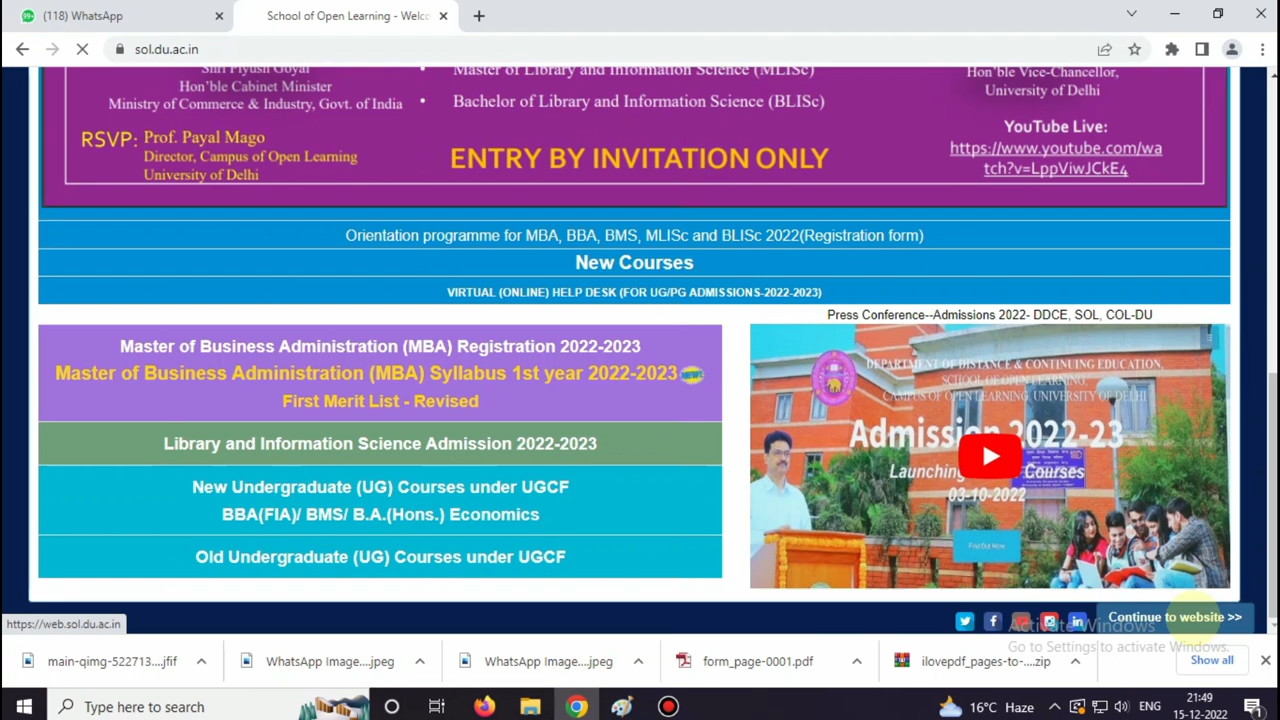 (118) WhatsApp
School of Open Learning - Welco
sol.du.ac.in
Shri Piyush Goyal
Hon'ble Cabinet Minister
Ministry of Commerce & Industry, Govt. of India
• Master of Library and Information Science (MLISc)
• Bachelor of Library and Information Science (BLISc)
Hon'ble Vice-Chancellor,
University of Delhi
RSVP: Prof. Payal Mago
Director, Campus of Open Learning
University of Delhi
ENTRY BY INVITATION ONLY
YouTube Live:
https://www.youtube.com/wa
tch?v=LppViwJCkE4
Orientation programme for MBA, BBA, BMS, MLISc and BLISc 2022(Registration form)
New Courses
VIRTUAL (ONLINE) HELP DESK (FOR UG/PG ADMISSIONS-2022-2023)
Press Conference--Admissions 2022- DDCE, SOL, COL-DU
Master of Business Administration (MBA) Registration 2022-2023
Master of Business Administration (MBA) Syllabus 1st year 2022-2023
First Merit List - Revised
Library and Information Science Admission 2022-2023
New Undergraduate (UG) Courses under UGCF
BBA(FIA)/ BMS/ B.A.(Hons.) Economics
Old Undergraduate (UG) Courses under UGCF
DEPARTMENT OF DISTANCE & CONTINUING EDUCATION,
SCHOOL OF OPEN LEARNING,
CAMPUS OF OPEN LEARNING, UNIVERSITY OF DELHI
Admission 2022-23
Launching Courses
03-10-2022
Find Out More
https://web.sol.du.ac.in
Continue to website >>
Activate Windows
Go to Settings to activate Windows.
main-qimg-522713....jfif
WhatsApp Image....jpeg
WhatsApp Image....jpeg
form_page-0001.pdf
ilovepdf_pages-to-....zip
Show all
Type here to search
16°C Haze
ENG
21:49
15-12-2022